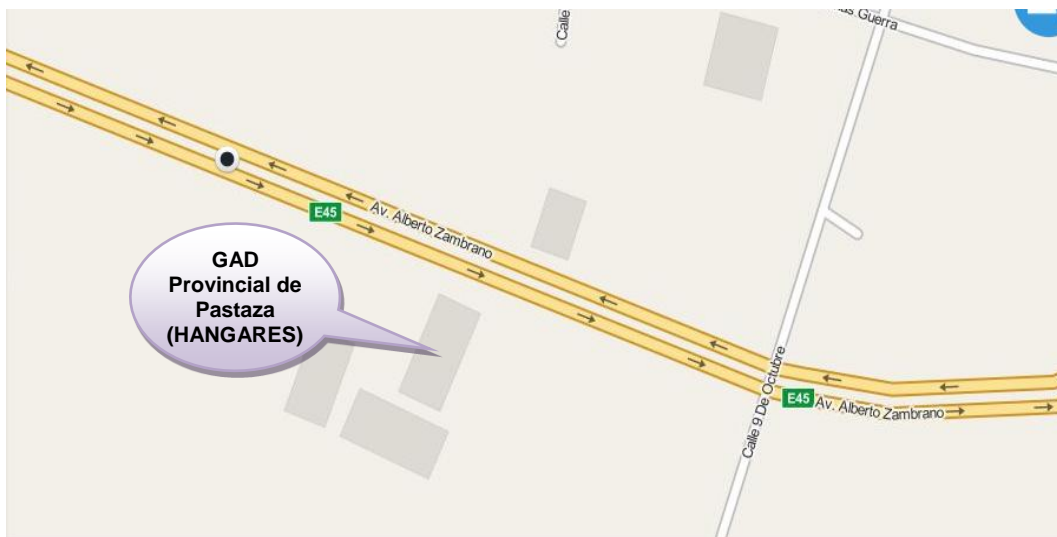 Calle
Guerra
Av. Alberto Zambrano
E45
GAD
Provincial de
Pastaza
(HANGARES)
Calle 9 De Octubre
E45
Av. Alberto Zambrano